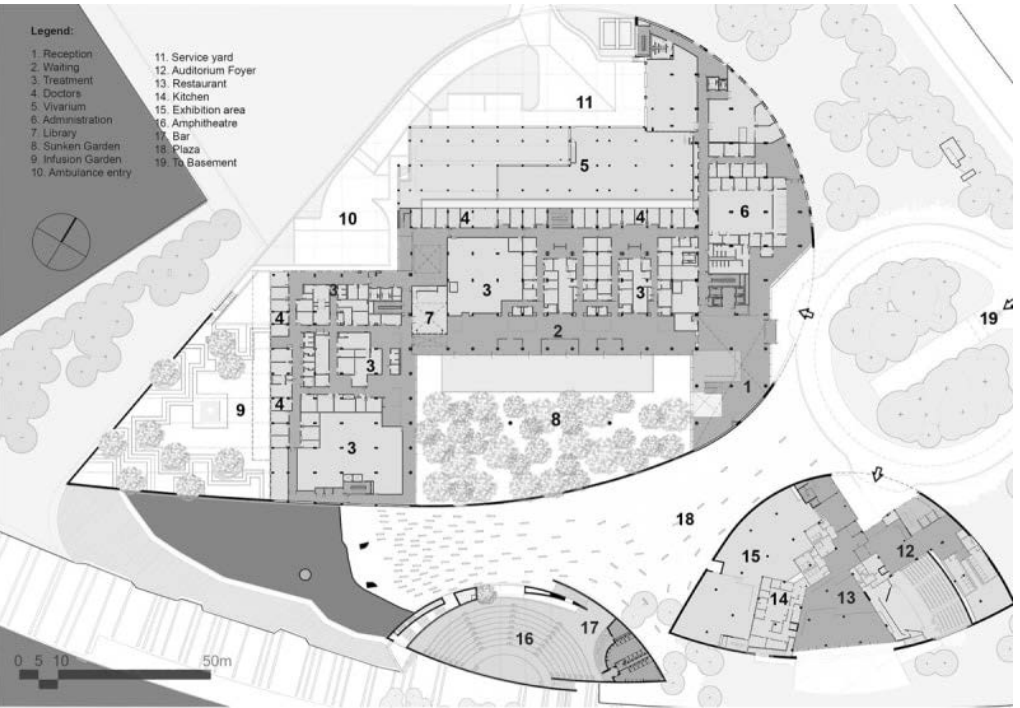 Legend:
1. Reception
2. Waiting
3. Treatment
4. Doctors
5. Vivarium
6. Administration
7. Library
8. Sunken Garden
9. Infusion Garden
10. Ambulance entry
11. Service yard
12. Auditorium Foyer
13. Restaurant
14. Kitchen
15. Exhibition area
16. Amphitheatre
17. Bar
18. Plaza
19. To Basement
11
5
10
4
4
6
3
3
3
7
2
19
4
3
1
9
4
8
3
18
15
12
14
13
16
17
0 5 10 50m